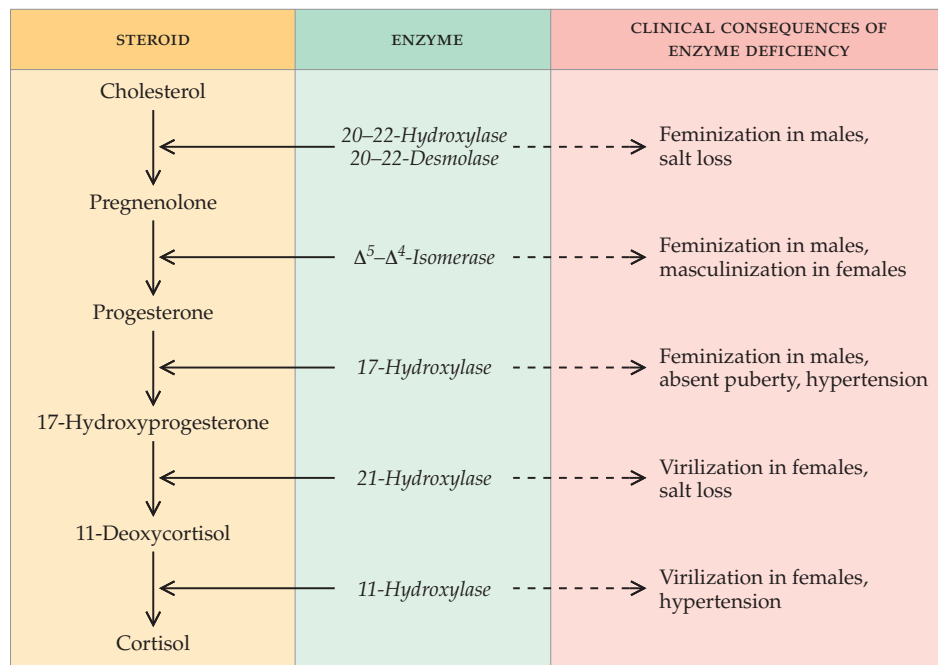 STEROID
ENZYME
CLINICAL CONSEQUENCES OF
ENZYME DEFICIENCY
Cholesterol
20–22-Hydroxylase
20–22-Desmolase
Feminization in males,
salt loss
Pregnenolone
Δ⁵–Δ⁴-Isomerase
Feminization in males,
masculinization in females
Progesterone
17-Hydroxylase
Feminization in males,
absent puberty, hypertension
17-Hydroxyprogesterone
21-Hydroxylase
Virilization in females,
salt loss
11-Deoxycortisol
11-Hydroxylase
Virilization in females,
hypertension
Cortisol